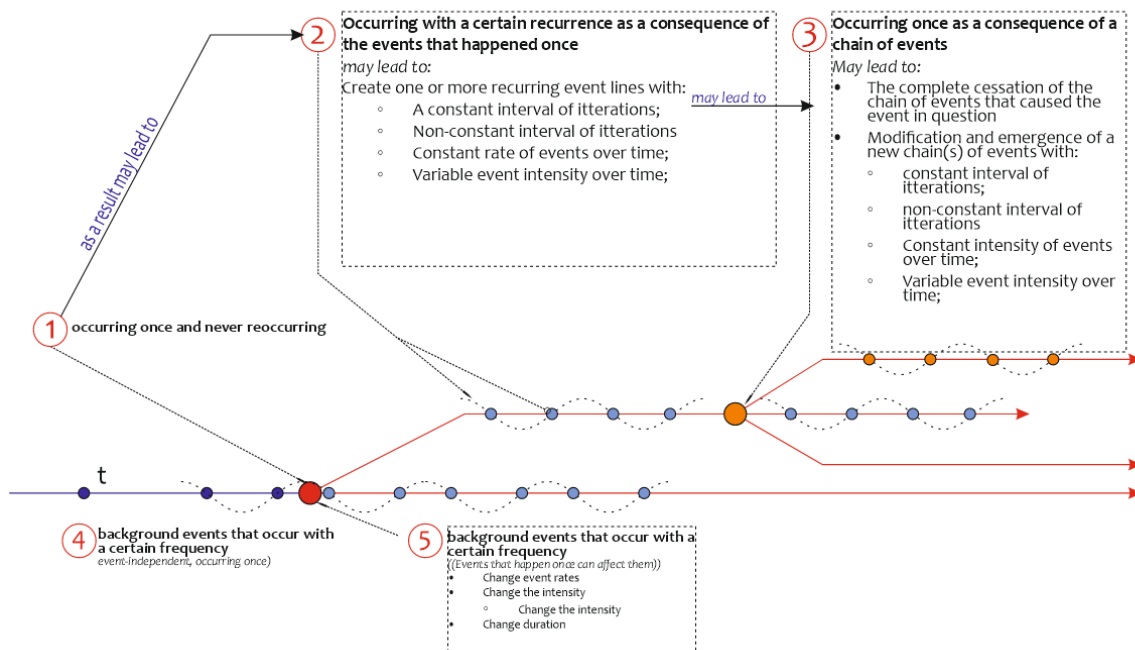 2
Occurring with a certain recurrence as a consequence of
the events that happened once
may lead to:
Create one or more recurring event lines with:
◦ A constant interval of itterations;
◦ Non-constant interval of itterations
◦ Constant rate of events over time;
◦ Variable event intensity over time;
may lead to
3
Occurring once as a consequence of a
chain of events
May lead to:
• The complete cessation of the
chain of events that caused the
event in question
• Modification and emergence of a
new chain(s) of events with:
◦ constant interval of
itterations;
◦ non-constant interval of
itterations
◦ Constant intensity of events
over time;
◦ Variable event intensity over
time;
as a result may lead to
1
occurring once and never reoccurring
t
4
background events that occur with
a certain frequency
event-independent, occurring once)
5
background events that occur with a
certain frequency
((Events that happen once can affect them))
• Change event rates
• Change the intensity
◦ Change the intensity
• Change duration